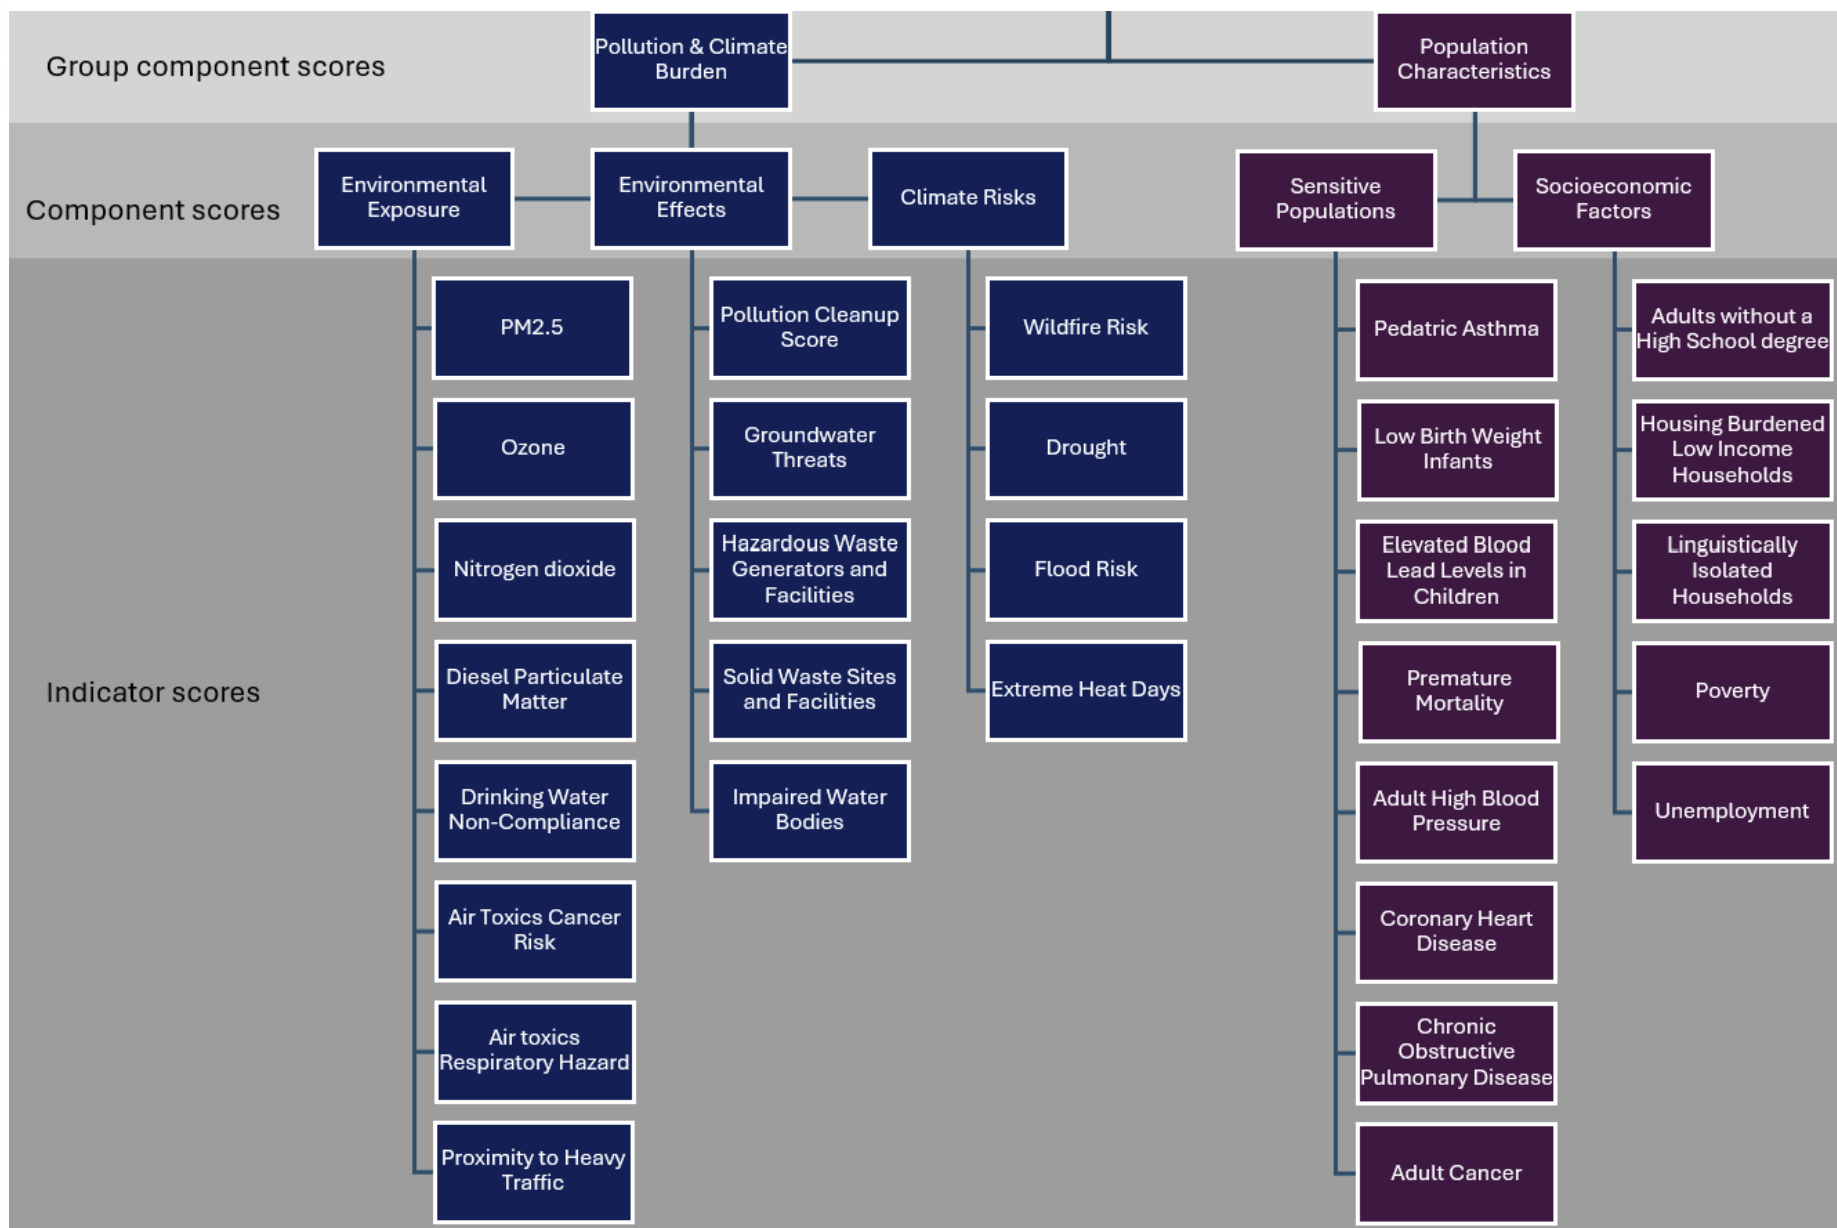 Group component scores
Pollution & Climate
Burden
Population
Characteristics
Component scores
Environmental
Exposure
Environmental
Effects
Climate Risks
Sensitive
Populations
Socioeconomic
Factors
Indicator scores
PM2.5
Ozone
Nitrogen dioxide
Diesel Particulate
Matter
Drinking Water
Non-Compliance
Air Toxics Cancer
Risk
Air toxics
Respiratory Hazard
Proximity to Heavy
Traffic
Pollution Cleanup
Score
Groundwater
Threats
Hazardous Waste
Generators and
Facilities
Solid Waste Sites
and Facilities
Impaired Water
Bodies
Wildfire Risk
Drought
Flood Risk
Extreme Heat Days
Pedatric Asthma
Low Birth Weight
Infants
Elevated Blood
Lead Levels in
Children
Premature
Mortality
Adult High Blood
Pressure
Coronary Heart
Disease
Chronic
Obstructive
Pulmonary Disease
Adult Cancer
Adults without a
High School degree
Housing Burdened
Low Income
Households
Linguistically
Isolated
Households
Poverty
Unemployment